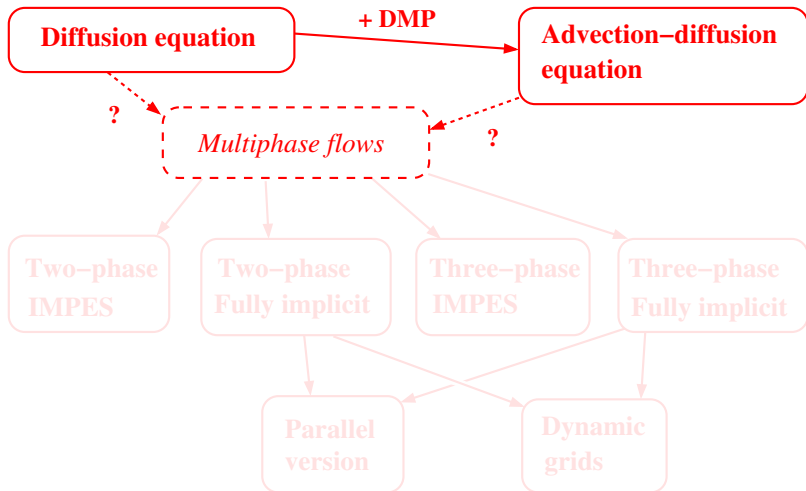 + DMP
Diffusion equation
Advection−diffusion
equation
?
?
Multiphase flows
Two−phase
IMPES
Two−phase
Fully implicit
Three−phase
IMPES
Three−phase
Fully implicit
Parallel
version
Dynamic
grids